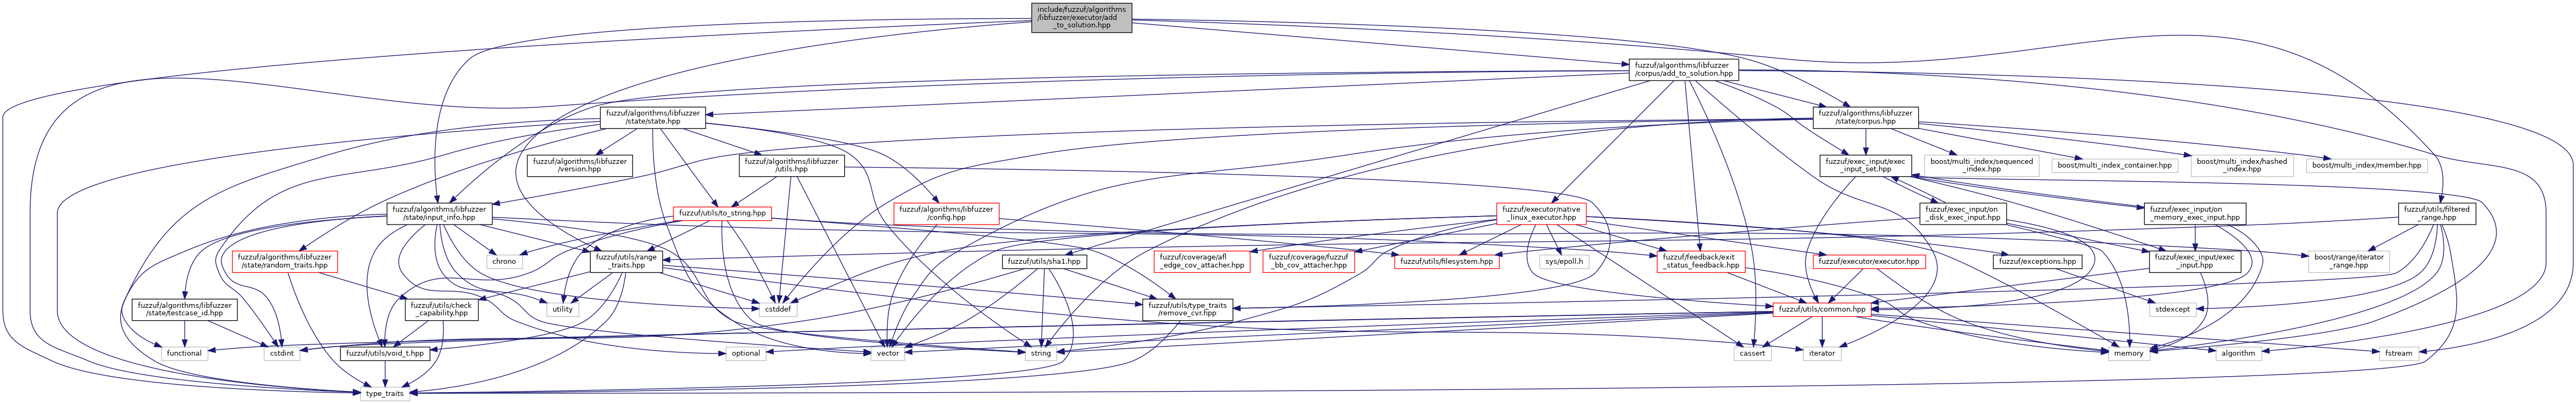 include/fuzzuf/algorithms
/libfuzzer/executor/add
_to_solution.hpp
fuzzuf/algorithms/libfuzzer
/corpus/add_to_solution.hpp
fuzzuf/algorithms/libfuzzer
/state/state.hpp
fuzzuf/algorithms/libfuzzer
/state/corpus.hpp
fuzzuf/algorithms/libfuzzer
/version.hpp
fuzzuf/algorithms/libfuzzer
/utils.hpp
fuzzuf/exec_input/exec
_input_set.hpp
boost/multi_index/sequenced
_index.hpp
boost/multi_index_container.hpp
boost/multi_index/hashed
_index.hpp
boost/multi_index/member.hpp
fuzzuf/algorithms/libfuzzer
/state/input_info.hpp
fuzzuf/utils/to_string.hpp
fuzzuf/algorithms/libfuzzer
/config.hpp
fuzzuf/executor/native
_linux_executor.hpp
fuzzuf/exec_input/on
_disk_exec_input.hpp
fuzzuf/exec_input/on
_memory_exec_input.hpp
fuzzuf/utils/filtered
_range.hpp
fuzzuf/algorithms/libfuzzer
/state/random_traits.hpp
chrono
fuzzuf/utils/range
_traits.hpp
fuzzuf/utils/sha1.hpp
fuzzuf/coverage/afl
_edge_cov_attacher.hpp
fuzzuf/coverage/fuzzuf
_bb_cov_attacher.hpp
fuzzuf/utils/filesystem.hpp
sys/epoll.h
fuzzuf/feedback/exit
_status_feedback.hpp
fuzzuf/executor/executor.hpp
fuzzuf/exceptions.hpp
fuzzuf/exec_input/exec
_input.hpp
boost/range/iterator
_range.hpp
fuzzuf/algorithms/libfuzzer
/state/testcase_id.hpp
fuzzuf/utils/check
_capability.hpp
utility
cstddef
fuzzuf/utils/type_traits
/remove_cvr.hpp
fuzzuf/utils/common.hpp
stdexcept
functional
cstdint
fuzzuf/utils/void_t.hpp
optional
vector
string
cassert
iterator
memory
algorithm
fstream
type_traits